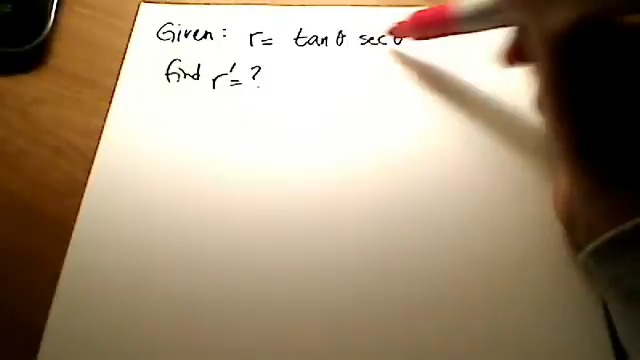 Given: r= tanθ secθ
find r'=?